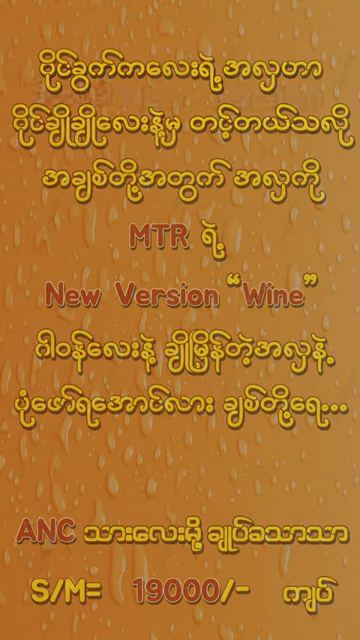 ဝိုင်ခွက်ကလေးရဲ့ အလှဟာ
ဝိုင်ချိုချိုလေးနဲ့မှ တင့်တယ်သလို
အချစ်တို့အတွက် အလှကို
MTR ရဲ့
New Version “Wine”
ဂါဝန်လေးနဲ့ ချိုမြိန်တဲ့အလှနဲ့
ပုံဖော်ရအောင်လား ချစ်တို့ရေ...
ANC သားလေးမို့ ချုပ်ခသာသာ
S/M= 19000/- ကျပ်